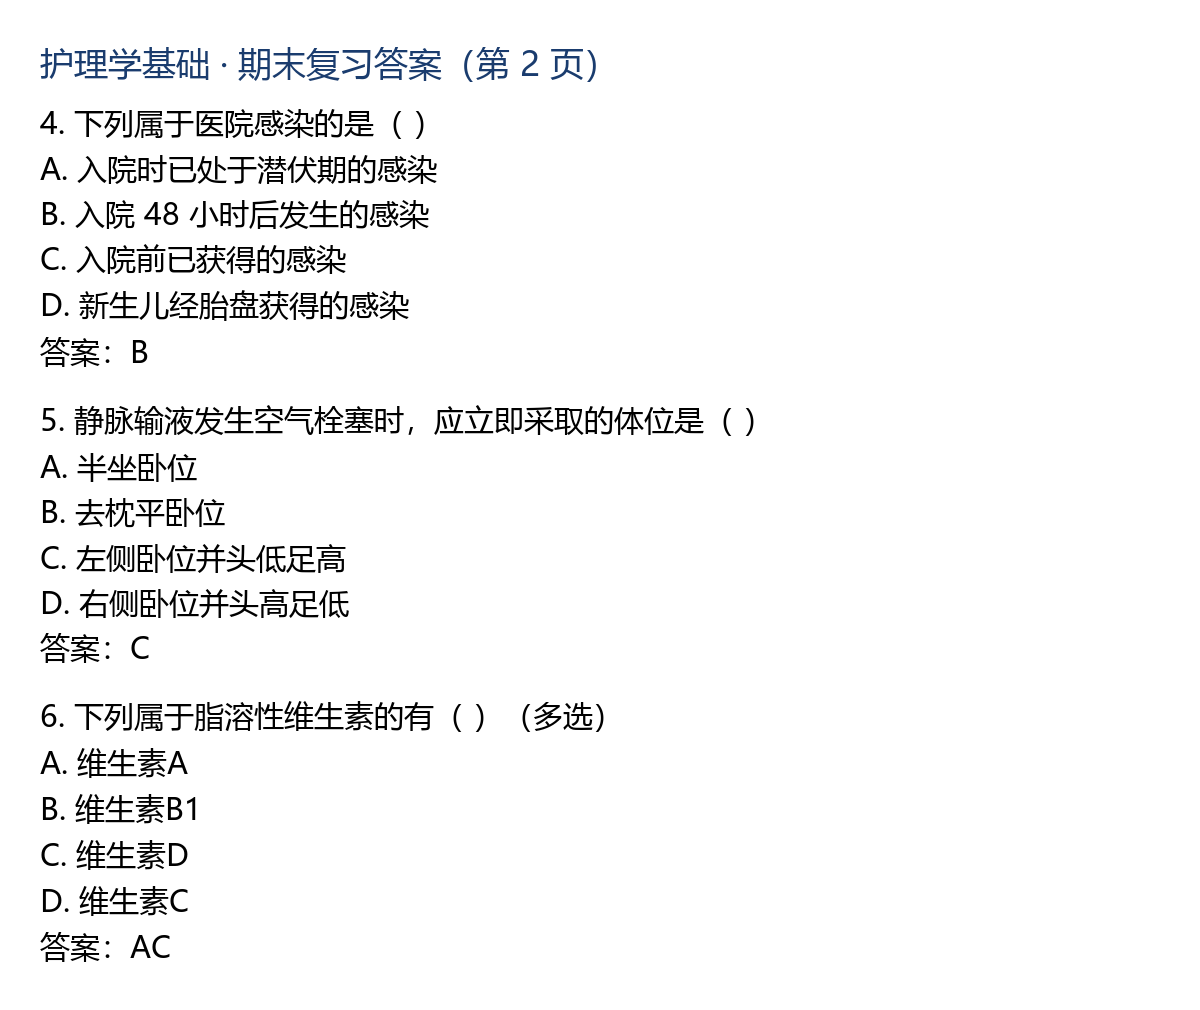 护理学基础 · 期末复习答案（第 2 页）
4. 下列属于医院感染的是（ ）
A. 入院时已处于潜伏期的感染
B. 入院 48 小时后发生的感染
C. 入院前已获得的感染
D. 新生儿经胎盘获得的感染
答案：B
5. 静脉输液发生空气栓塞时，应立即采取的体位是（ ）
A. 半坐卧位
B. 去枕平卧位
C. 左侧卧位并头低足高
D. 右侧卧位并头高足低
答案：C
6. 下列属于脂溶性维生素的有（ ）（多选）
A. 维生素A
B. 维生素B1
C. 维生素D
D. 维生素C
答案：AC